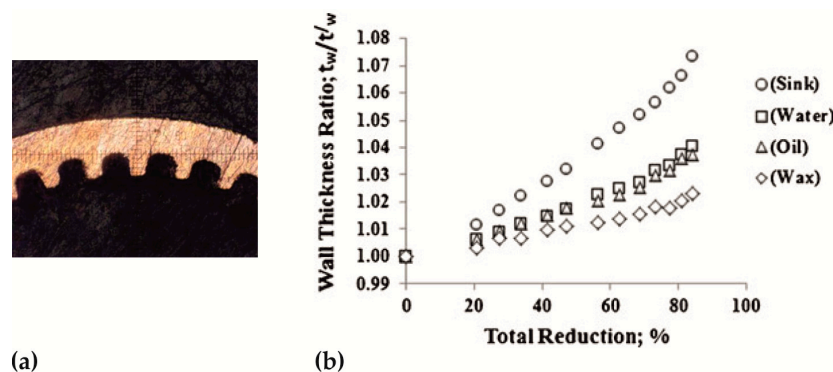 (a)
(b)
Wall Thickness Ratio; tw/t/w
1.08
1.07
1.06
1.05
1.04
1.03
1.02
1.01
1.00
0.99
0
20
40
60
80
100
Total Reduction; %
(Sink)
(Water)
(Oil)
(Wax)